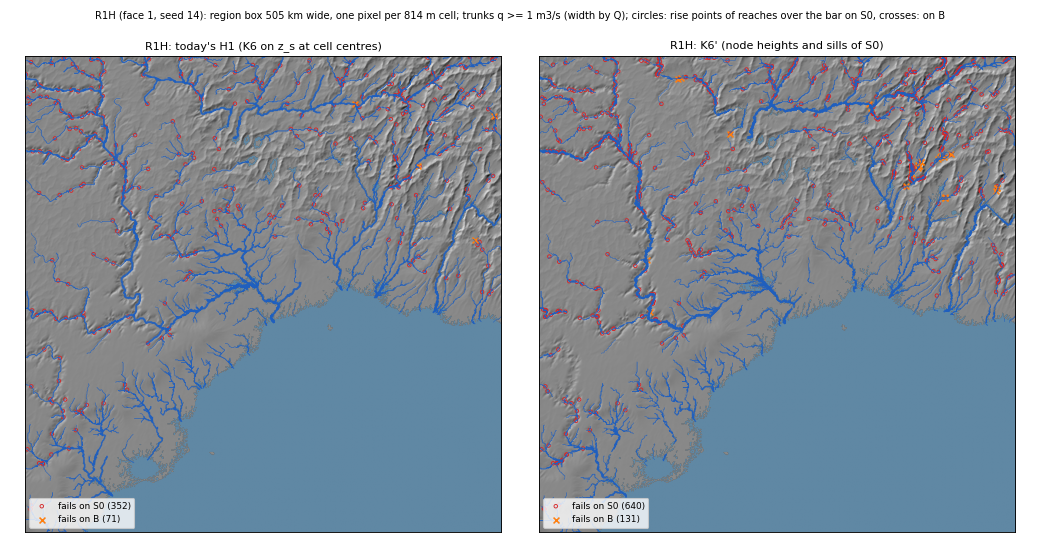 R1H (face 1, seed 14): region box 505 km wide, one pixel per 814 m cell; trunks q >= 1 m3/s (width by Q); circles: rise points of reaches over the bar on S0, crosses: on B
R1H: today's H1 (K6 on z_s at cell centres)
R1H: K6' (node heights and sills of S0)
fails on S0 (352)
fails on B (71)
fails on S0 (640)
fails on B (131)